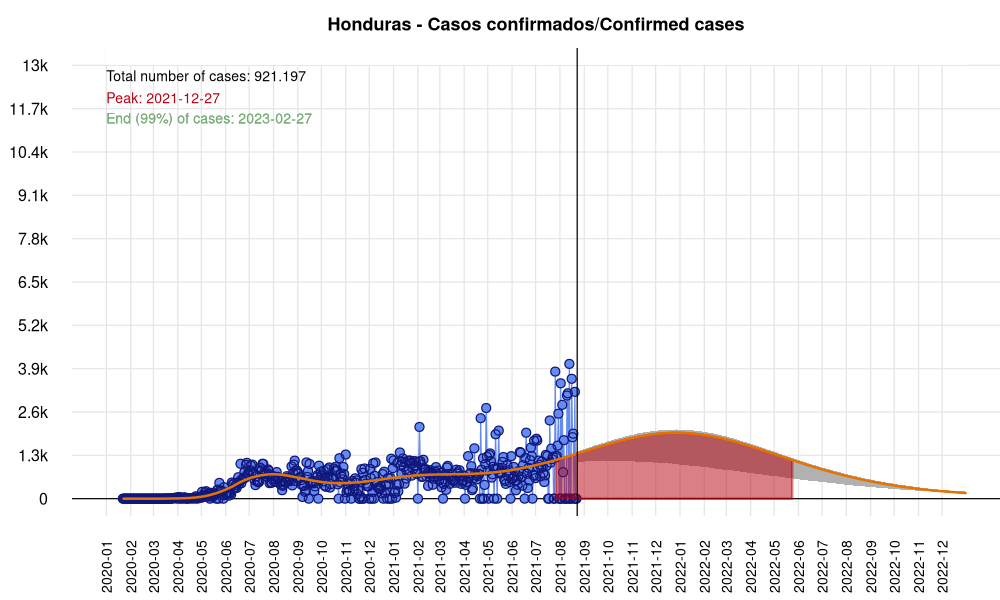 Honduras - Casos confirmados/Confirmed cases
Total number of cases: 921.197
Peak: 2021-12-27
End (99%) of cases: 2023-02-27
13k
11.7k
10.4k
9.1k
7.8k
6.5k
5.2k
3.9k
2.6k
1.3k
0
2020-01
2020-02
2020-03
2020-04
2020-05
2020-06
2020-07
2020-08
2020-09
2020-10
2020-11
2020-12
2021-01
2021-02
2021-03
2021-04
2021-05
2021-06
2021-07
2021-08
2021-09
2021-10
2021-11
2021-12
2022-01
2022-02
2022-03
2022-04
2022-05
2022-06
2022-07
2022-08
2022-09
2022-10
2022-11
2022-12